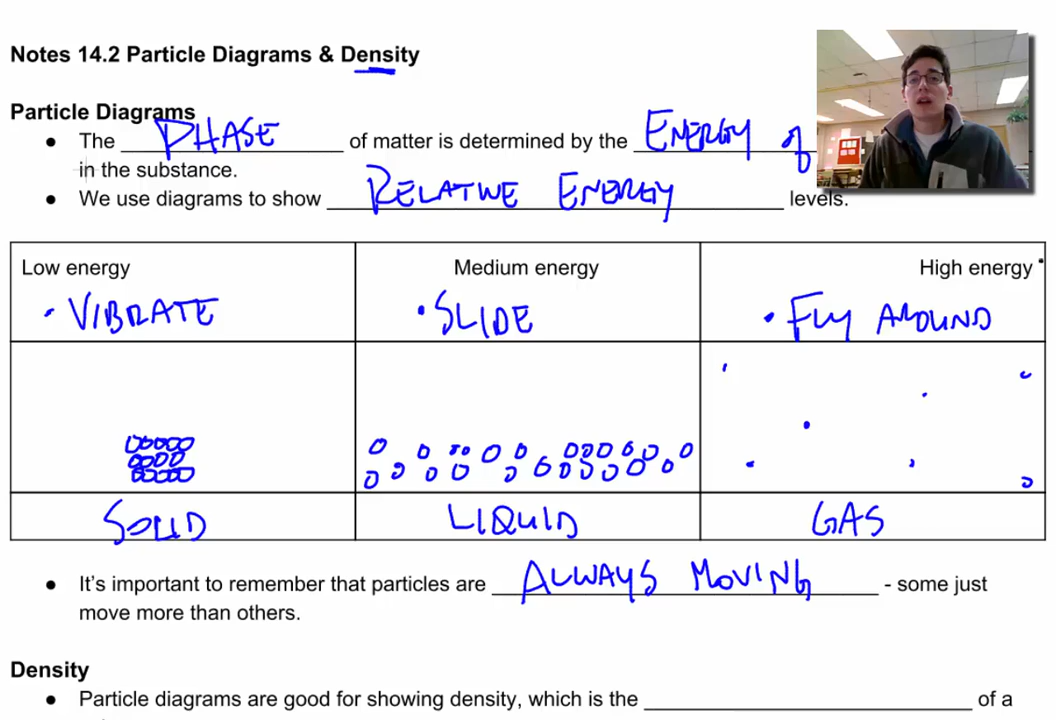 Notes 14.2 Particle Diagrams & Density
Particle Diagrams
● The PHASE of matter is determined by the ENERGY of
in the substance.
● We use diagrams to show RELATIVE ENERGY levels.
Low energy Medium energy High energy
· VIBRATE · SLIDE · FLY AROUND
SOLID LIQUID GAS
● It's important to remember that particles are ALWAYS MOVING - some just
move more than others.
Density
● Particle diagrams are good for showing density, which is the ____ of a